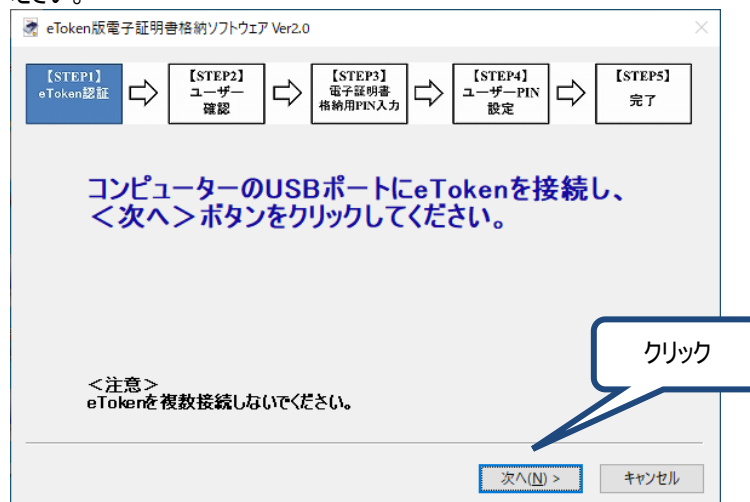 ださい。
eToken版電子証明書格納ソフトウェア Ver2.0
【STEP1】
eToken認証
【STEP2】
ユーザー
確認
【STEP3】
電子証明書
格納用PIN入力
【STEP4】
ユーザーPIN
設定
【STEP5】
完了
コンピューターのUSBポートにeTokenを接続し、
＜次へ＞ボタンをクリックしてください。
クリック
＜注意＞
eTokenを複数接続しないでください。
次へ(N) >
キャンセル